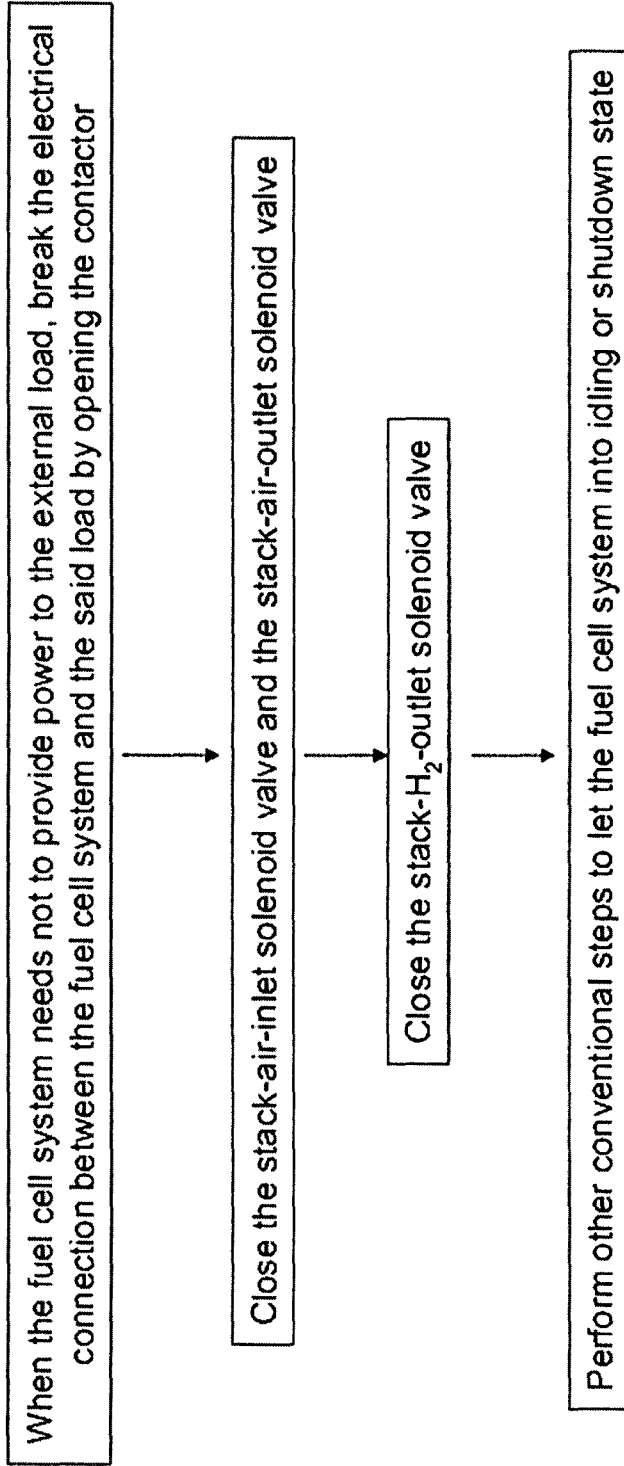 When the fuel cell system needs not to provide power to the external load, break the electrical
connection between the fuel cell system and the said load by opening the contactor
Close the stack-air-inlet solenoid valve and the stack-air-outlet solenoid valve
Close the stack-H₂-outlet solenoid valve
Perform other conventional steps to let the fuel cell system into idling or shutdown state